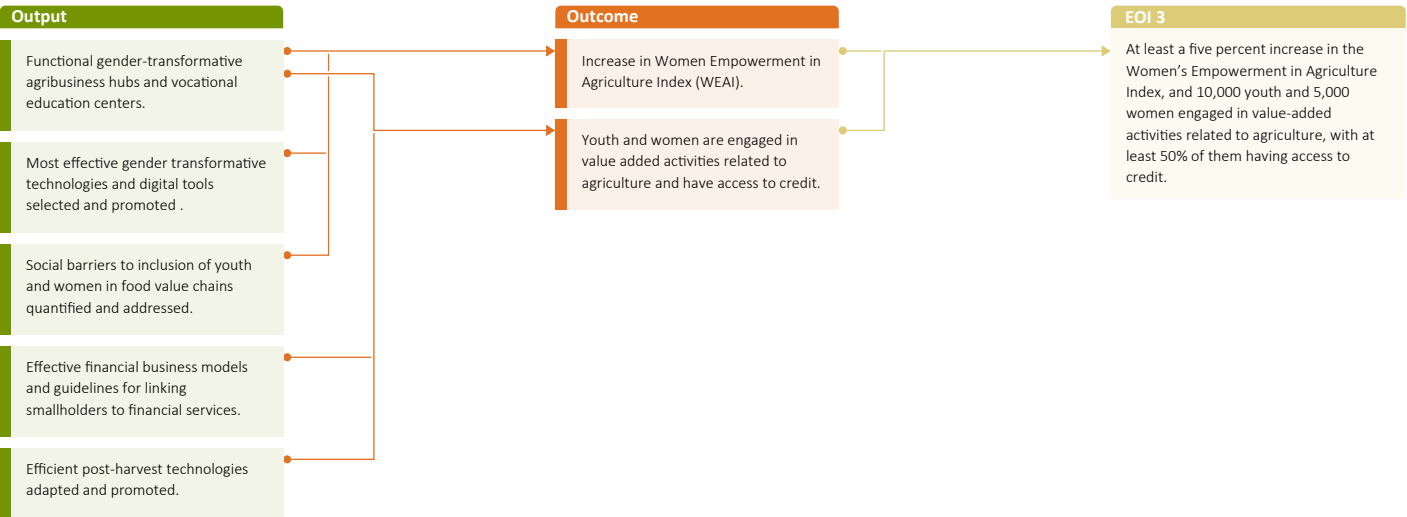 Output
Functional gender-transformative
agribusiness hubs and vocational
education centers.
Most effective gender transformative
technologies and digital tools
selected and promoted .
Social barriers to inclusion of youth
and women in food value chains
quantified and addressed.
Effective financial business models
and guidelines for linking
smallholders to financial services.
Efficient post-harvest technologies
adapted and promoted.
Outcome
Increase in Women Empowerment in
Agriculture Index (WEAI).
Youth and women are engaged in
value added activities related to
agriculture and have access to credit.
EOI 3
At least a five percent increase in the
Women’s Empowerment in Agriculture
Index, and 10,000 youth and 5,000
women engaged in value-added
activities related to agriculture, with at
least 50% of them having access to
credit.